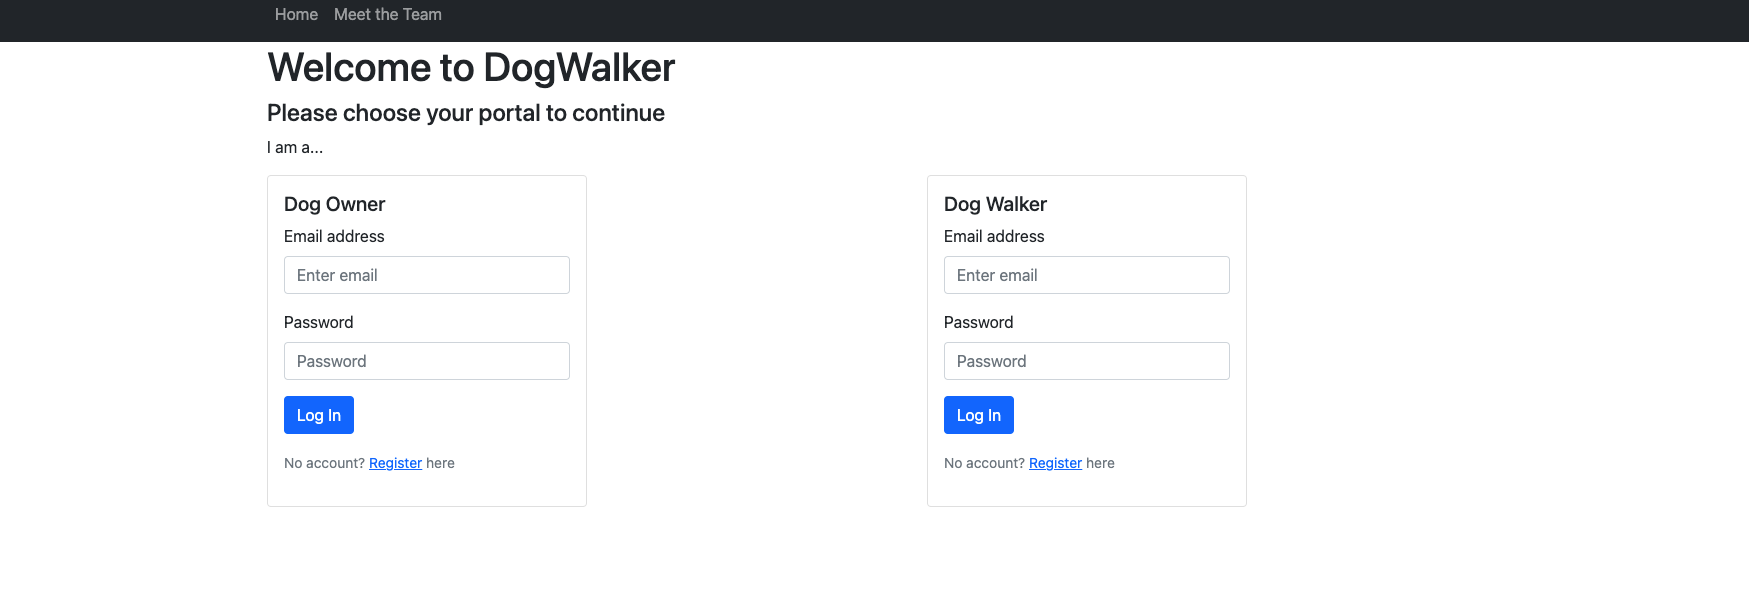 Home Meet the Team
Welcome to DogWalker
Please choose your portal to continue
I am a...
Dog Owner
Email address
Enter email
Password
Password
Log In
No account? Register here
Dog Walker
Email address
Enter email
Password
Password
Log In
No account? Register here